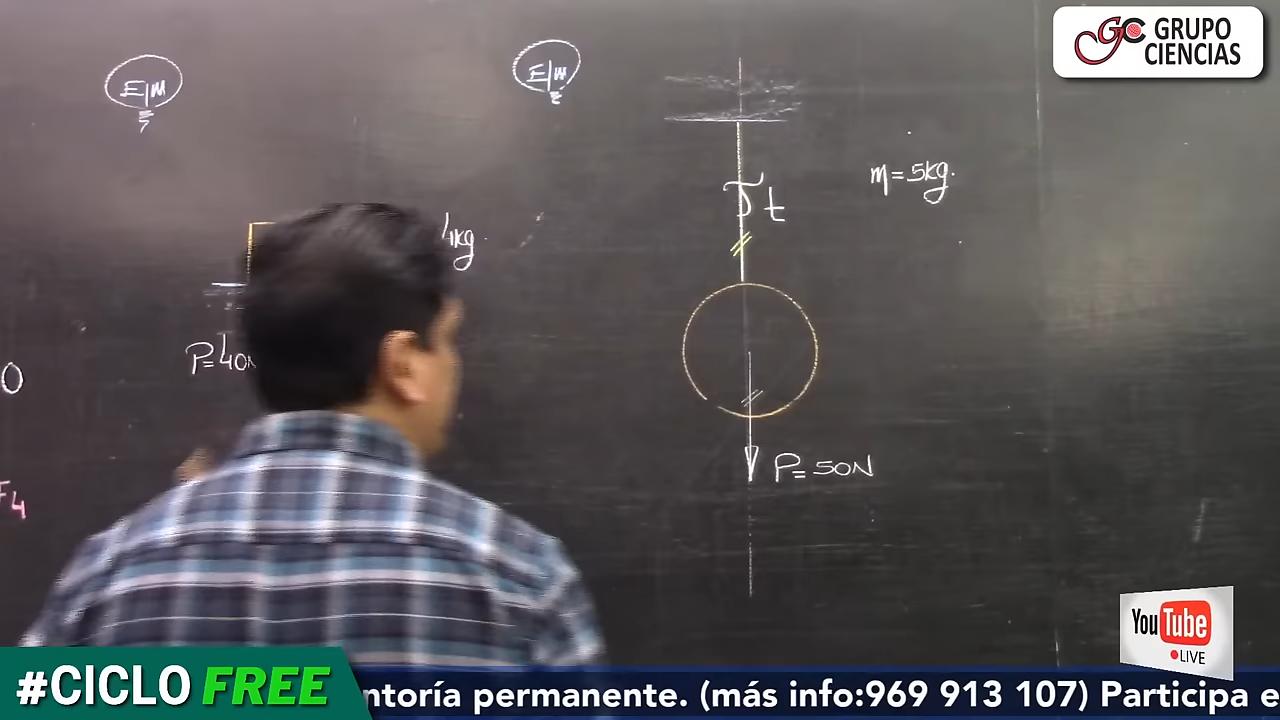 GC GRUPO
CIENCIAS
E/M
E/M
m=5kg.
T t
4kg.
P=40N
O
P=50N
F4
YouTube
LIVE
#CICLO FREE
ntoría permanente. (más info:969 913 107) Participa e